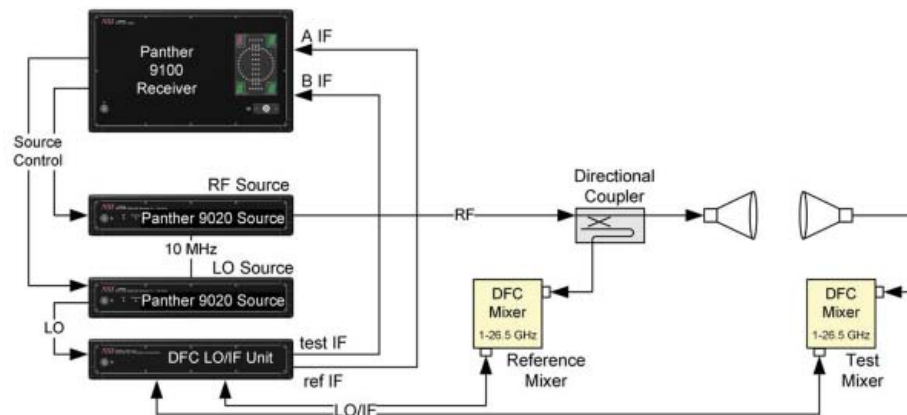 Panther
9100
Receiver
A IF
B IF
Source
Control
RF Source
Panther 9020 Source
10 MHz
LO Source
Panther 9020 Source
LO
DFC LO/IF Unit
test IF
ref IF
LO/IF
RF
Directional
Coupler
DFC
Mixer
1-26.5 GHz
Reference
Mixer
DFC
Mixer
1-26.5 GHz
Test
Mixer